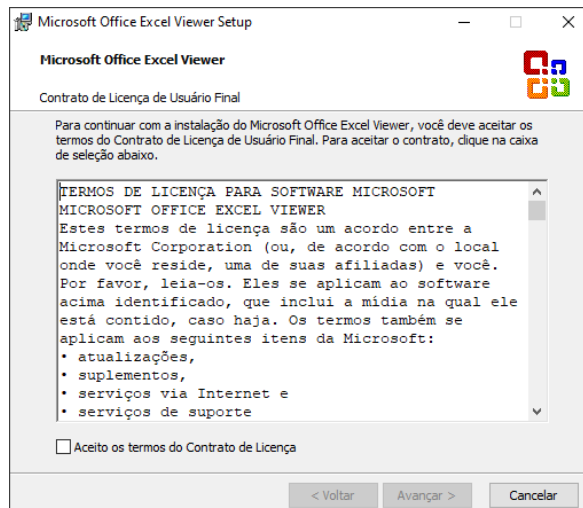 Microsoft Office Excel Viewer Setup
Microsoft Office Excel Viewer
Contrato de Licença de Usuário Final
Para continuar com a instalação do Microsoft Office Excel Viewer, você deve aceitar os
termos do Contrato de Licença de Usuário Final. Para aceitar o contrato, clique na caixa
de seleção abaixo.
TERMOS DE LICENÇA PARA SOFTWARE MICROSOFT
MICROSOFT OFFICE EXCEL VIEWER
Estes termos de licença são um acordo entre a
Microsoft Corporation (ou, de acordo com o local
onde você reside, uma de suas afiliadas) e você.
Por favor, leia-os. Eles se aplicam ao software
acima identificado, que inclui a mídia na qual ele
está contido, caso haja. Os termos também se
aplicam aos seguintes itens da Microsoft:
• atualizações,
• suplementos,
• serviços via Internet e
• serviços de suporte
Aceito os termos do Contrato de Licença
< Voltar
Avançar >
Cancelar